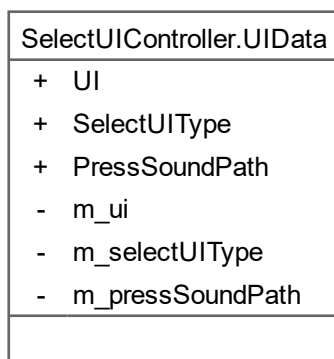 SelectUIController.UIData
+ UI
+ SelectUIType
+ PressSoundPath
- m_ui
- m_selectUIType
- m_pressSoundPath